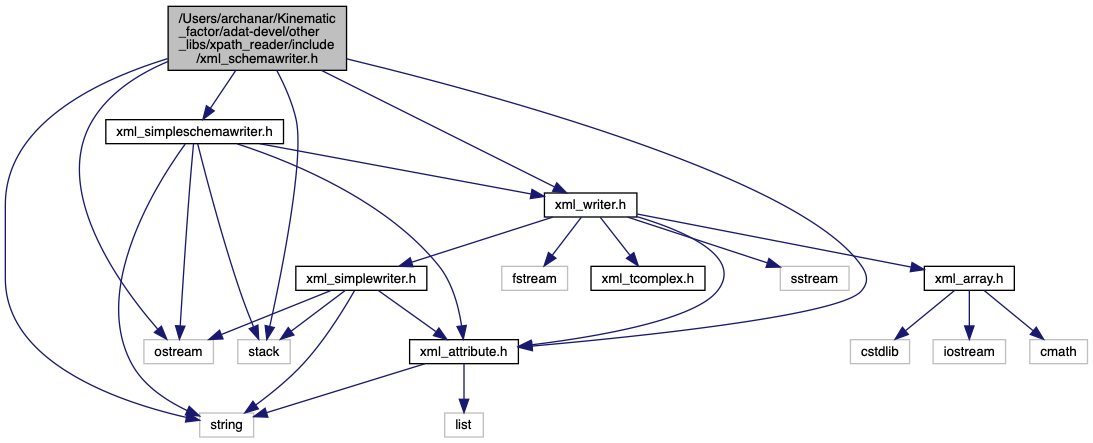 /Users/archanar/Kinematic
_factor/adat-devel/other
_libs/xpath_reader/include
/xml_schemawriter.h
xml_simpleschemawriter.h
xml_writer.h
xml_simplewriter.h
fstream
xml_tcomplex.h
sstream
xml_array.h
ostream
stack
xml_attribute.h
cstdlib
iostream
cmath
string
list